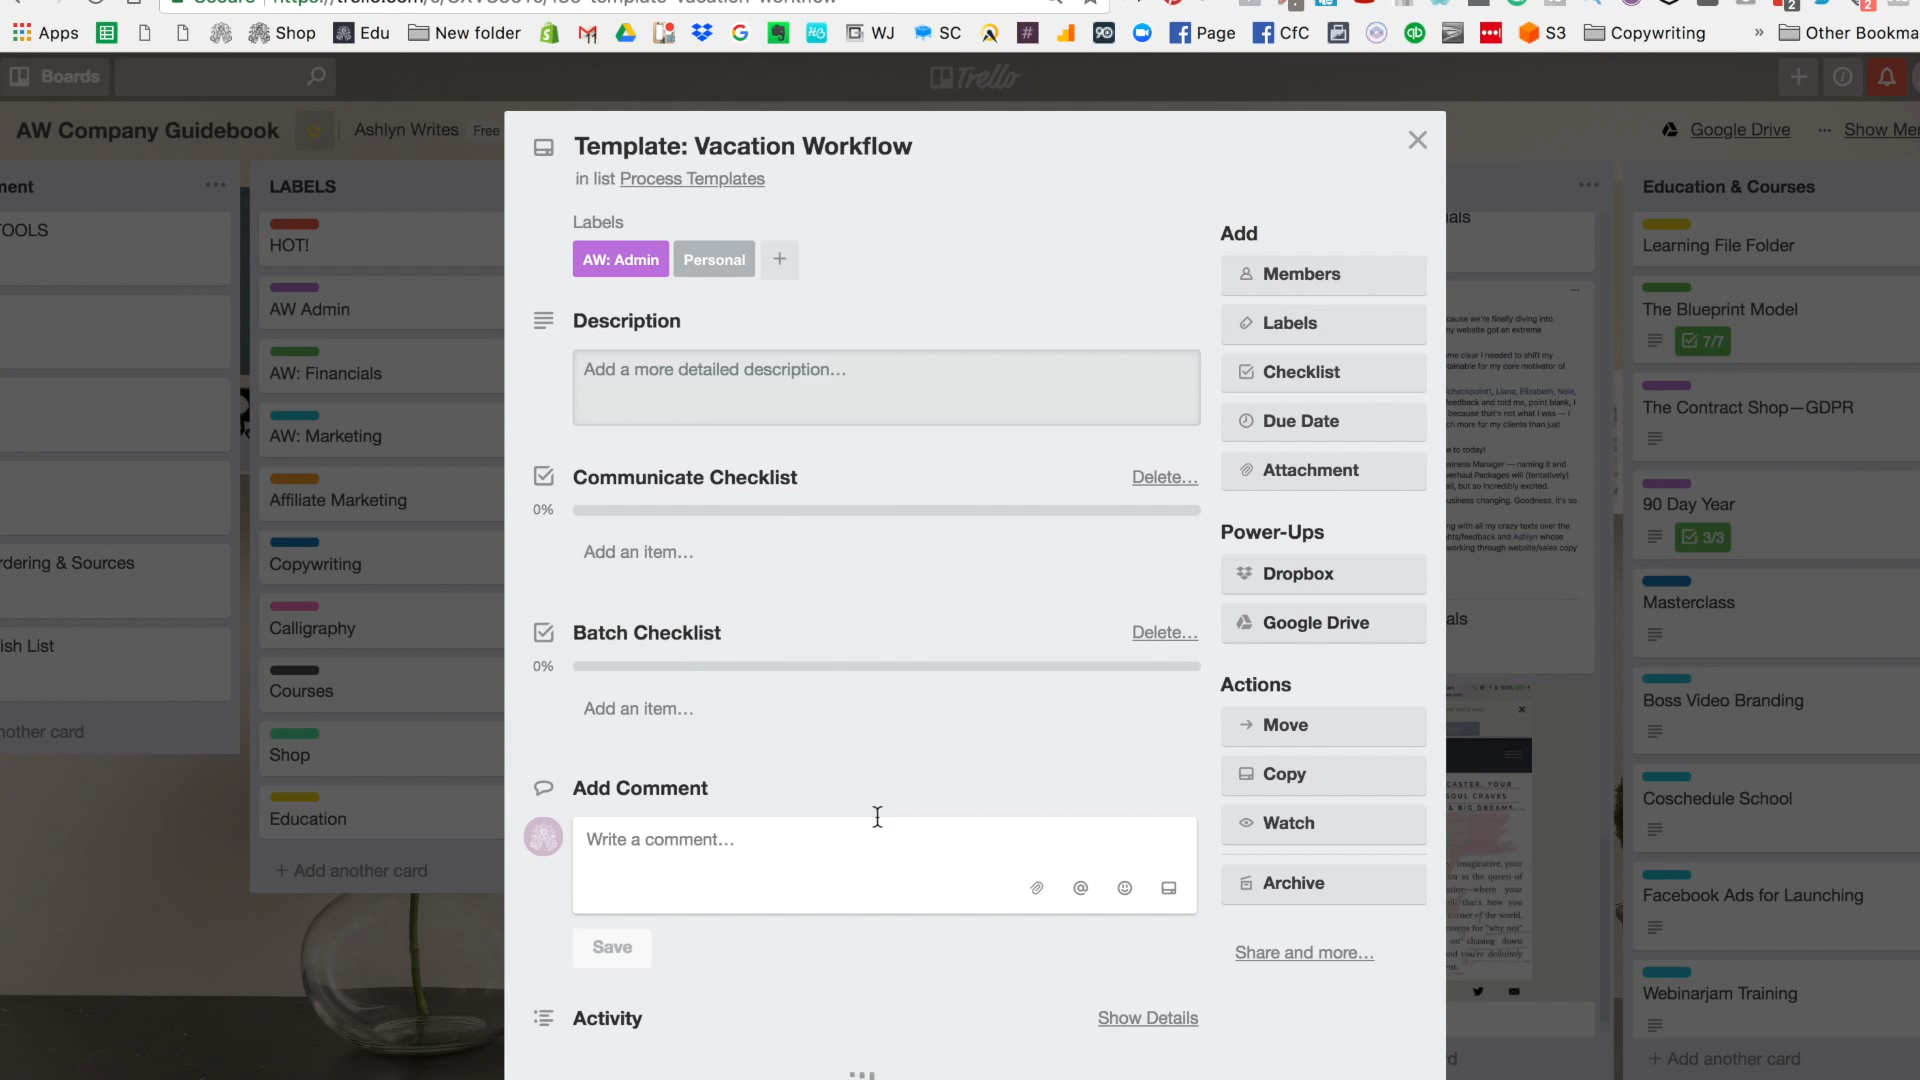 Apps
Shop
Edu
New folder
WJ
SC
Page
CfC
S3
Copywriting
»
Other Bookma
Boards
Trello
AW Company Guidebook
Ashlyn Writes
Free
Google Drive
Show Me
LABELS
HOT!
AW Admin
AW: Financials
AW: Marketing
Affiliate Marketing
Copywriting
Calligraphy
Courses
Shop
Education
+ Add another card
OOLS
rdering & Sources
ish List
nother card
Template: Vacation Workflow
in list Process Templates
Labels
AW: Admin
Personal
+
Description
Add a more detailed description…
Communicate Checklist
Delete…
0%
Add an item…
Batch Checklist
Delete…
0%
Add an item…
Add Comment
Write a comment…
Save
Activity
Show Details
Add
Members
Labels
Checklist
Due Date
Attachment
Power-Ups
Dropbox
Google Drive
Actions
Move
Copy
Watch
Archive
Share and more…
Education & Courses
Learning File Folder
The Blueprint Model
7/7
The Contract Shop—GDPR
90 Day Year
3/3
Masterclass
Boss Video Branding
Coschedule School
Facebook Ads for Launching
Webinarjam Training
+ Add another card